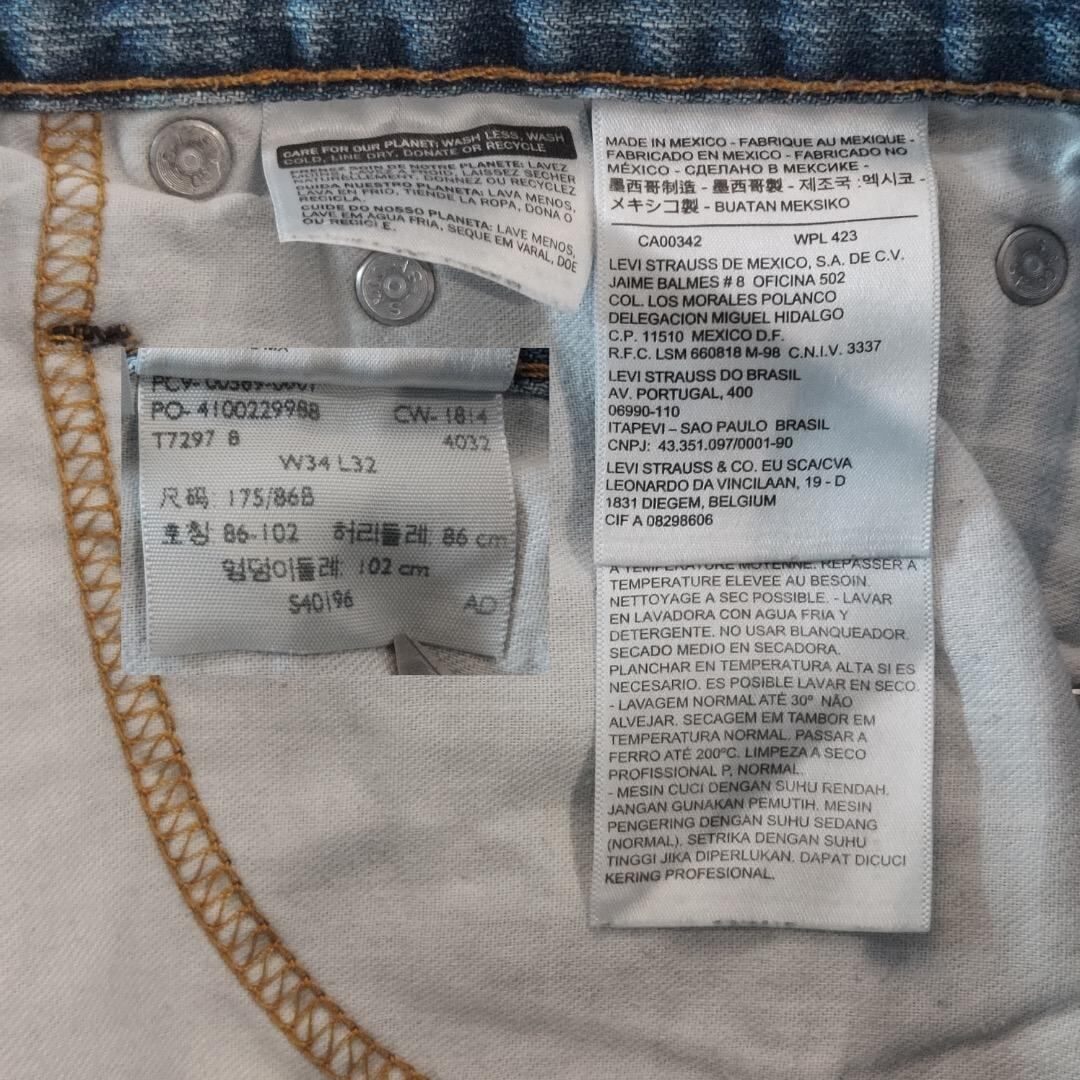 CARE FOR OUR PLANET: WASH LESS, WASH
COLD, LINE DRY, DONATE OR RECYCLE
PRENEZ SOIN DE NOTRE PLANETE: LAVEZ
LAISSEZ SECHER
DONNEZ OU RECYCLEZ
CUIDA NUESTRO PLANETA: LAVA MENOS,
LAVA EN FRIO, TIENDE LA ROPA, DONA O
RECICLA.
CUIDE DO NOSSO PLANETA: LAVE MENOS,
LAVE EM AGUA FRIA, SEQUE EM VARAL, DOE
OU RECICLE.
PO- 4100229988 CW- 1814
T7297 8 4032
W34 L32
尺码 175/86B
호칭 86-102 허리둘레 86 cm
엉덩이둘레 102 cm
S40196 AD
MADE IN MEXICO - FABRIQUE AU MEXIQUE -
FABRICADO EN MEXICO - FABRICADO NO
MÉXICO - СДЕЛАНО В МЕКСИКЕ -
墨西哥制造 - 墨西哥製 - 제조국 :멕시코 -
メキシコ製 - BUATAN MEKSIKO
CA00342 WPL 423
LEVI STRAUSS DE MEXICO, S.A. DE C.V.
JAIME BALMES # 8 OFICINA 502
COL. LOS MORALES POLANCO
DELEGACION MIGUEL HIDALGO
C.P. 11510 MEXICO D.F.
R.F.C. LSM 660818 M-98 C.N.I.V. 3337
LEVI STRAUSS DO BRASIL
AV. PORTUGAL, 400
06990-110
ITAPEVI – SAO PAULO BRASIL
CNPJ: 43.351.097/0001-90
LEVI STRAUSS & CO. EU SCA/CVA
LEONARDO DA VINCILAAN, 19 - D
1831 DIEGEM, BELGIUM
CIF A 08298606
A TEMPERATURE MOYENNE. REPASSER A
TEMPERATURE ELEVEE AU BESOIN.
NETTOYAGE A SEC POSSIBLE. - LAVAR
EN LAVADORA CON AGUA FRIA Y
DETERGENTE. NO USAR BLANQUEADOR.
SECADO MEDIO EN SECADORA.
PLANCHAR EN TEMPERATURA ALTA SI ES
NECESARIO. ES POSIBLE LAVAR EN SECO.
- LAVAGEM NORMAL ATÉ 30º NÃO
ALVEJAR. SECAGEM EM TAMBOR EM
TEMPERATURA NORMAL. PASSAR A
FERRO ATÉ 200ºC. LIMPEZA A SECO
PROFISSIONAL P, NORMAL.
- MESIN CUCI DENGAN SUHU RENDAH.
JANGAN GUNAKAN PEMUTIH. MESIN
PENGERING DENGAN SUHU SEDANG
(NORMAL). SETRIKA DENGAN SUHU
TINGGI JIKA DIPERLUKAN. DAPAT DICUCI
KERING PROFESIONAL.